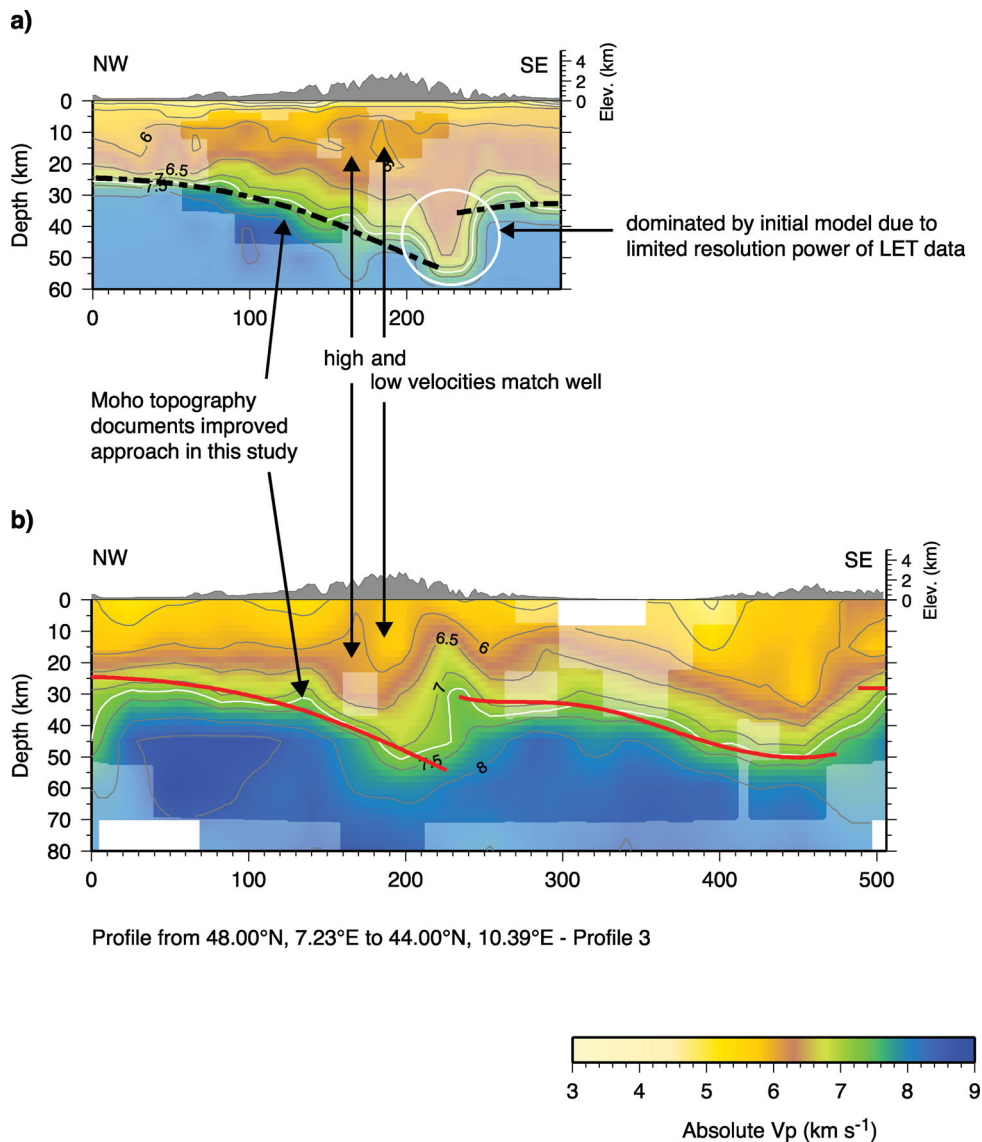 a)
NW
SE
4
2
0
Elev. (km)
0
10
20
30
40
50
60
Depth (km)
6
6.5
7
7.5
6
0
100
200
dominated by initial model due to
limited resolution power of LET data
high and
low velocities match well
Moho topography
documents improved
approach in this study
b)
NW
SE
4
2
0
Elev. (km)
0
10
20
30
40
50
60
70
80
Depth (km)
6.5
6
7
7.5
8
0
100
200
300
400
500
Profile from 48.00°N, 7.23°E to 44.00°N, 10.39°E - Profile 3
3 4 5 6 7 8 9
Absolute Vp (km s⁻¹)